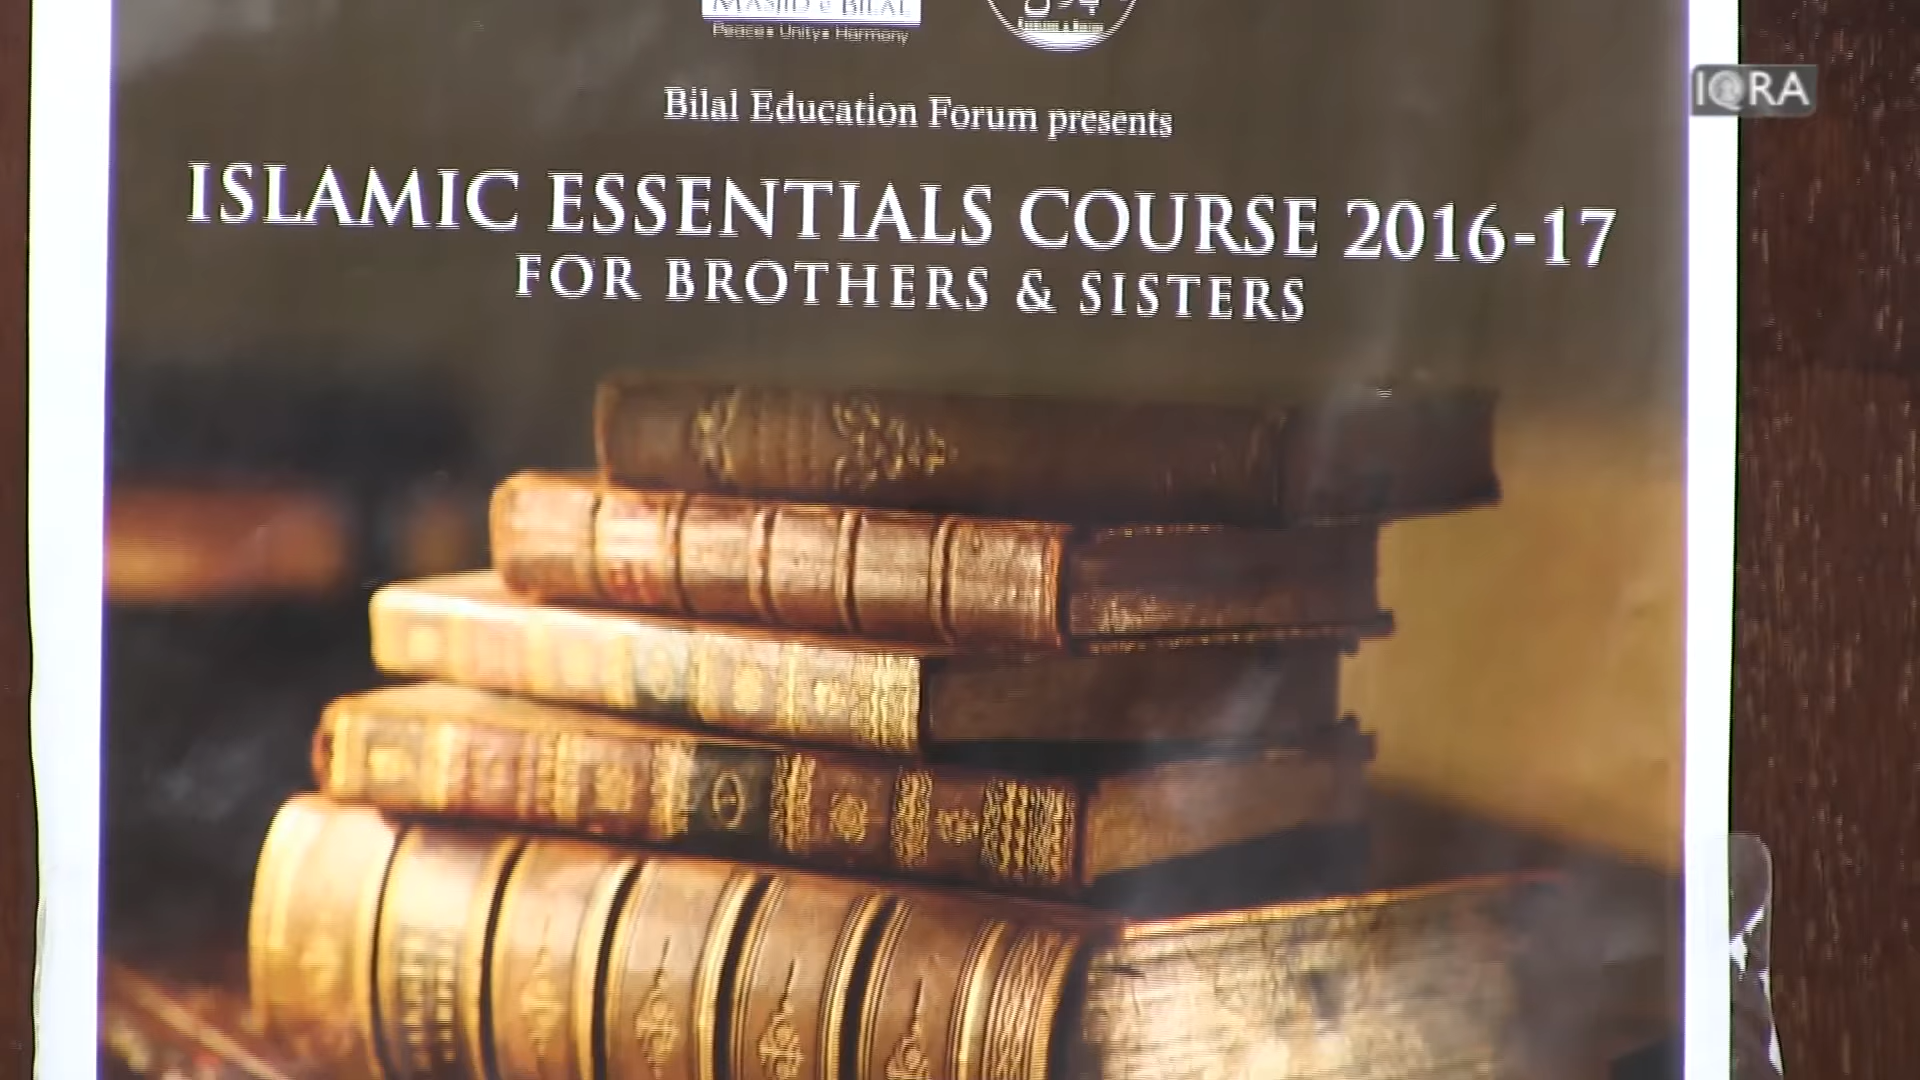 MASJID e BILAL
Peace• Unity• Harmony
Bilal Education Forum presents
ISLAMIC ESSENTIALS COURSE 2016-17
FOR BROTHERS & SISTERS
IQRA